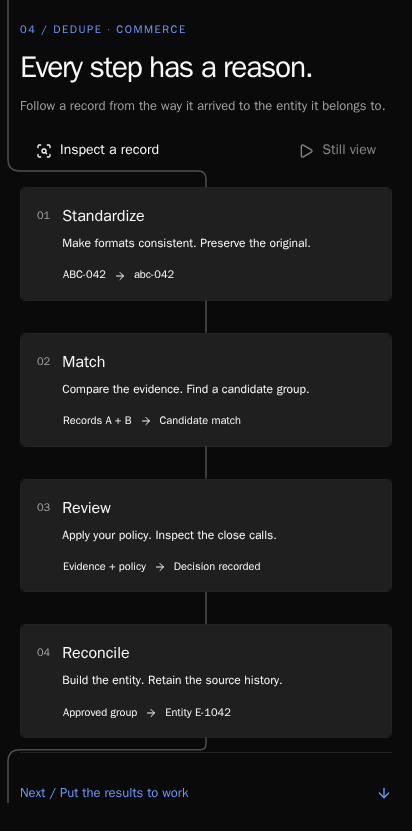 04 / DEDUPE · COMMERCE
Every step has a reason.
Follow a record from the way it arrived to the entity it belongs to.
Inspect a record
Still view
01 Standardize
Make formats consistent. Preserve the original.
ABC-042 → abc-042
02 Match
Compare the evidence. Find a candidate group.
Records A + B → Candidate match
03 Review
Apply your policy. Inspect the close calls.
Evidence + policy → Decision recorded
04 Reconcile
Build the entity. Retain the source history.
Approved group → Entity E-1042
Next / Put the results to work ↓